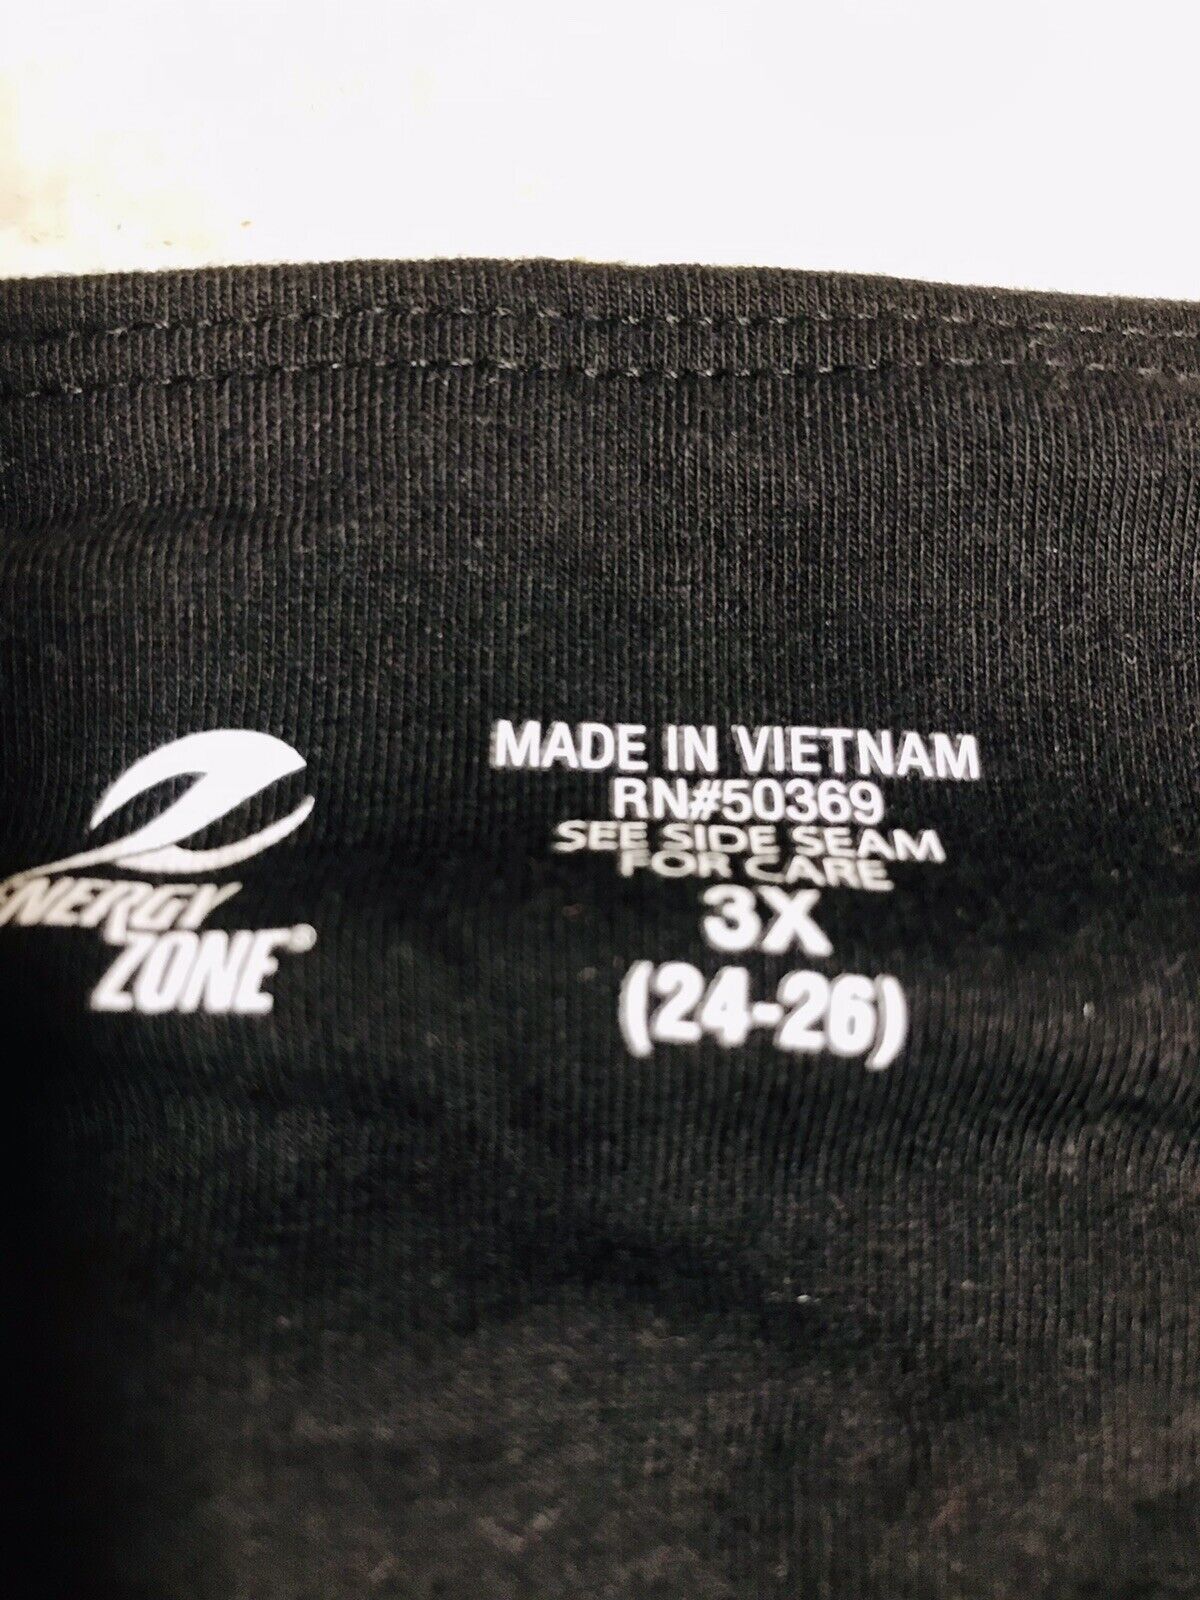 ENERGY
ZONE®
MADE IN VIETNAM
RN#50369
SEE SIDE SEAM
FOR CARE
3X
(24-26)